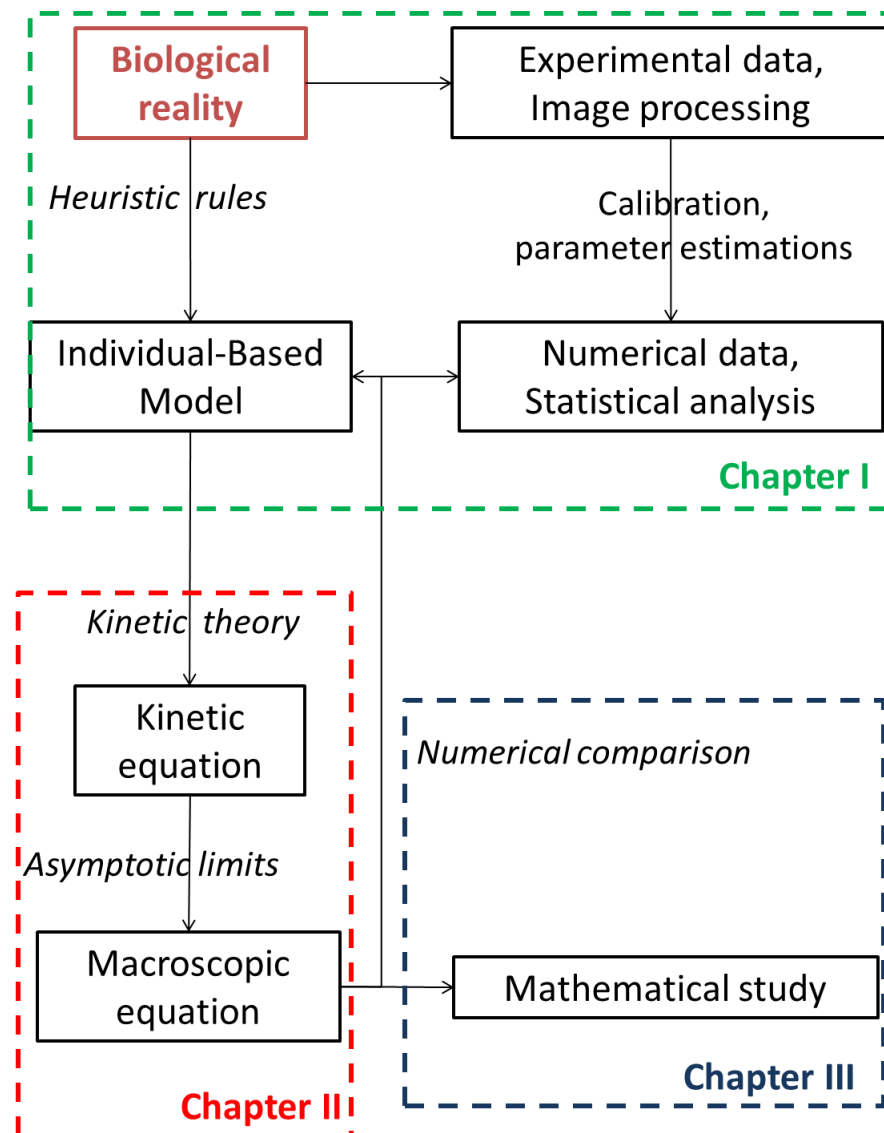 Biological
reality
Experimental data,
Image processing
Heuristic rules
Calibration,
parameter estimations
Individual-Based
Model
Numerical data,
Statistical analysis
Chapter I
Kinetic theory
Kinetic
equation
Numerical comparison
Asymptotic limits
Macroscopic
equation
Mathematical study
Chapter III
Chapter II